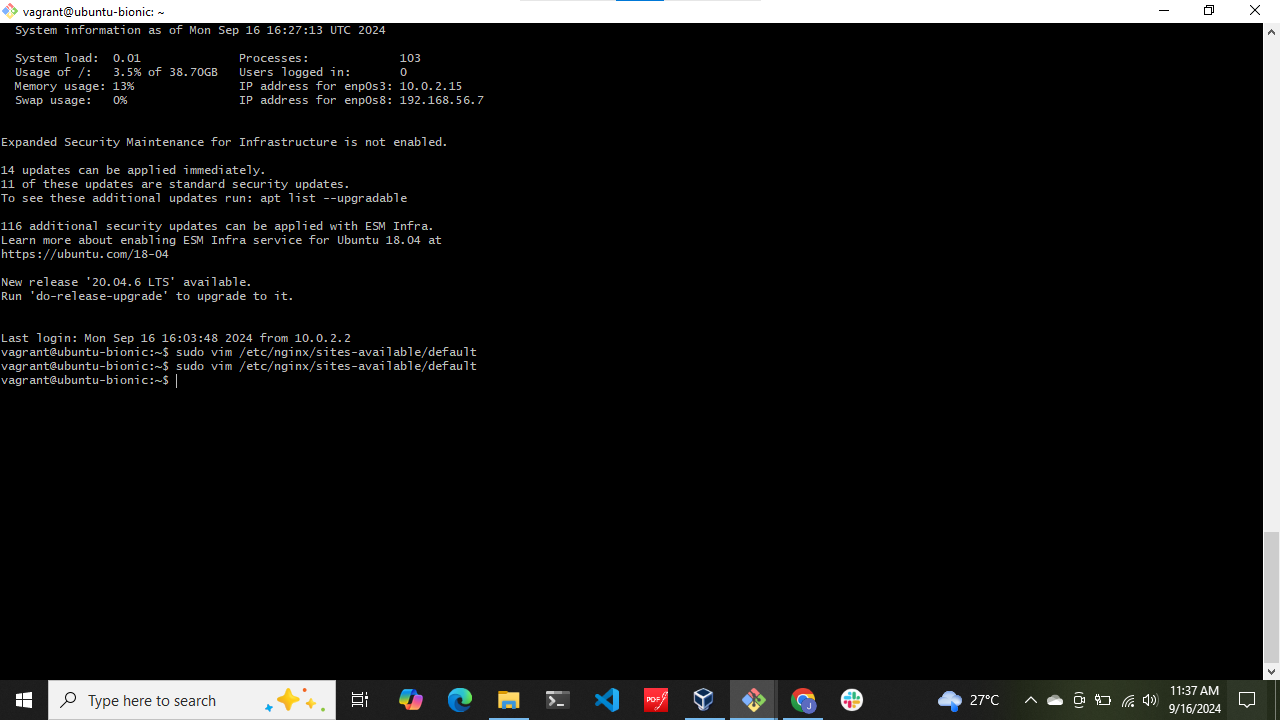 vagrant@ubuntu-bionic: ~
System information as of Mon Sep 16 16:27:13 UTC 2024
System load:  0.01              Processes:             103
Usage of /:   3.5% of 38.70GB   Users logged in:       0
Memory usage: 13%               IP address for enp0s3: 10.0.2.15
Swap usage:   0%                IP address for enp0s8: 192.168.56.7
Expanded Security Maintenance for Infrastructure is not enabled.
14 updates can be applied immediately.
11 of these updates are standard security updates.
To see these additional updates run: apt list --upgradable
116 additional security updates can be applied with ESM Infra.
Learn more about enabling ESM Infra service for Ubuntu 18.04 at
https://ubuntu.com/18-04
New release '20.04.6 LTS' available.
Run 'do-release-upgrade' to upgrade to it.
Last login: Mon Sep 16 16:03:48 2024 from 10.0.2.2
vagrant@ubuntu-bionic:~$ sudo vim /etc/nginx/sites-available/default
vagrant@ubuntu-bionic:~$ sudo vim /etc/nginx/sites-available/default
vagrant@ubuntu-bionic:~$
Type here to search
PDF
J
27°C
11:37 AM
9/16/2024